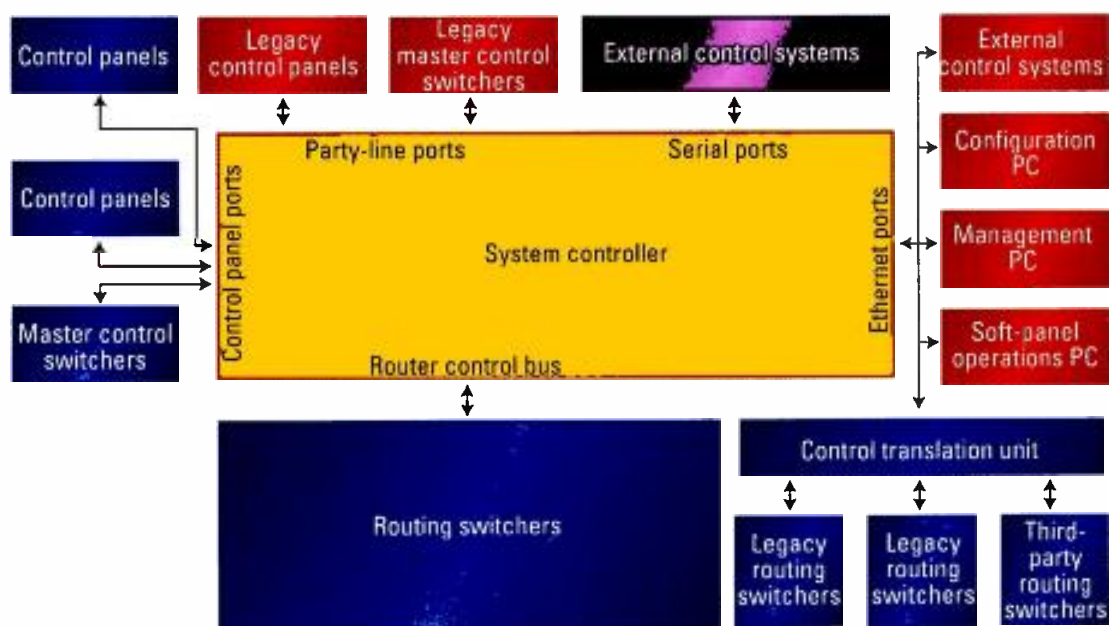 Control panels
Legacy
control panels
Legacy
master control
switchers
External control systems
External
control systems
Party-line ports
Serial ports
Configuration
PC
Control panels
Control panel ports
System controller
Ethernet ports
Management
PC
Master control
switchers
Soft-panel
operations PC
Router control bus
Routing switchers
Control translation unit
Legacy
routing
switchers
Legacy
routing
switchers
Third-
party
routing
switchers